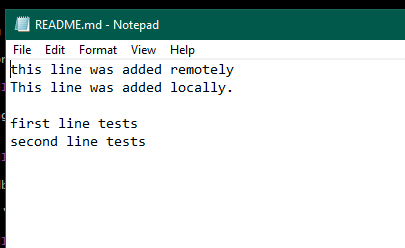 README.md - Notepad
File Edit Format View Help
this line was added remotely
This line was added locally.
first line tests
second line tests